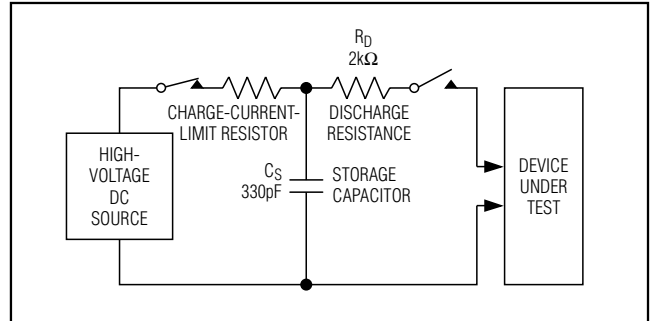 R_D
2kΩ
CHARGE-CURRENT-
LIMIT RESISTOR
DISCHARGE
RESISTANCE
HIGH-
VOLTAGE
DC
SOURCE
C_S
330pF
STORAGE
CAPACITOR
DEVICE
UNDER
TEST